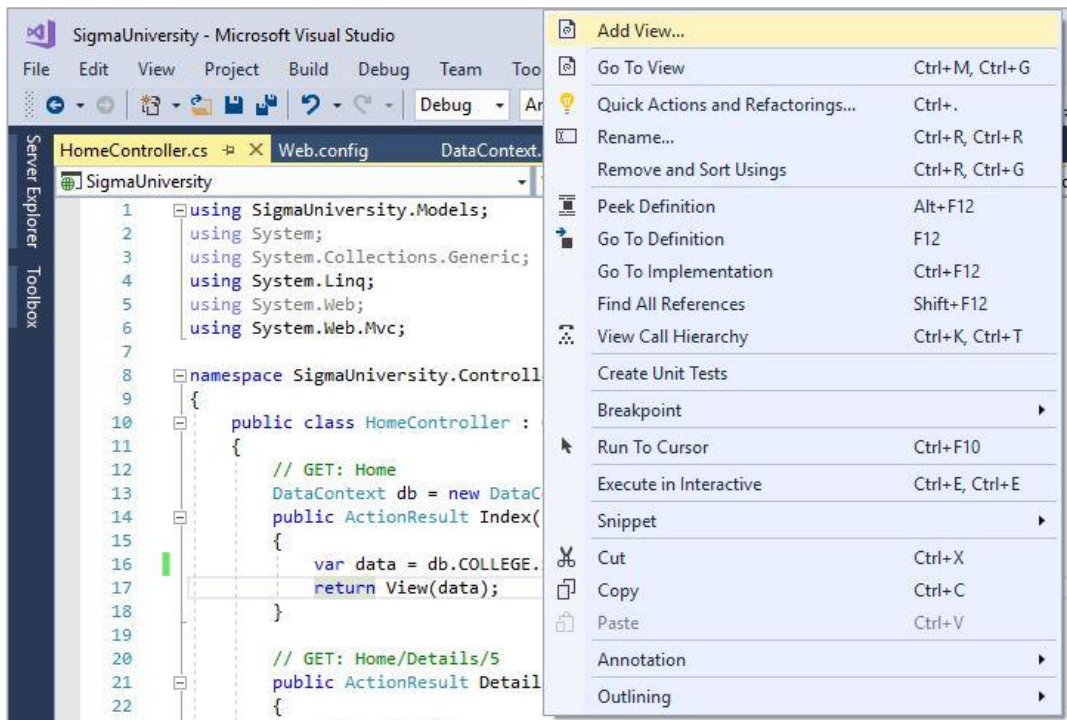 SigmaUniversity - Microsoft Visual Studio
File Edit View Project Build Debug Team Too
Debug Ar
Server Explorer
Toolbox
HomeController.cs Web.config DataContext.
SigmaUniversity
1 using SigmaUniversity.Models;
2 using System;
3 using System.Collections.Generic;
4 using System.Linq;
5 using System.Web;
6 using System.Web.Mvc;
7
8 namespace SigmaUniversity.Controll
9 {
10 public class HomeController :
11 {
12 // GET: Home
13 DataContext db = new DataC
14 public ActionResult Index(
15 {
16 var data = db.COLLEGE.
17 return View(data);
18 }
19
20 // GET: Home/Details/5
21 public ActionResult Detail
22 {
Add View...
Go To View Ctrl+M, Ctrl+G
Quick Actions and Refactorings... Ctrl+.
Rename... Ctrl+R, Ctrl+R
Remove and Sort Usings Ctrl+R, Ctrl+G
Peek Definition Alt+F12
Go To Definition F12
Go To Implementation Ctrl+F12
Find All References Shift+F12
View Call Hierarchy Ctrl+K, Ctrl+T
Create Unit Tests
Breakpoint
Run To Cursor Ctrl+F10
Execute in Interactive Ctrl+E, Ctrl+E
Snippet
Cut Ctrl+X
Copy Ctrl+C
Paste Ctrl+V
Annotation
Outlining